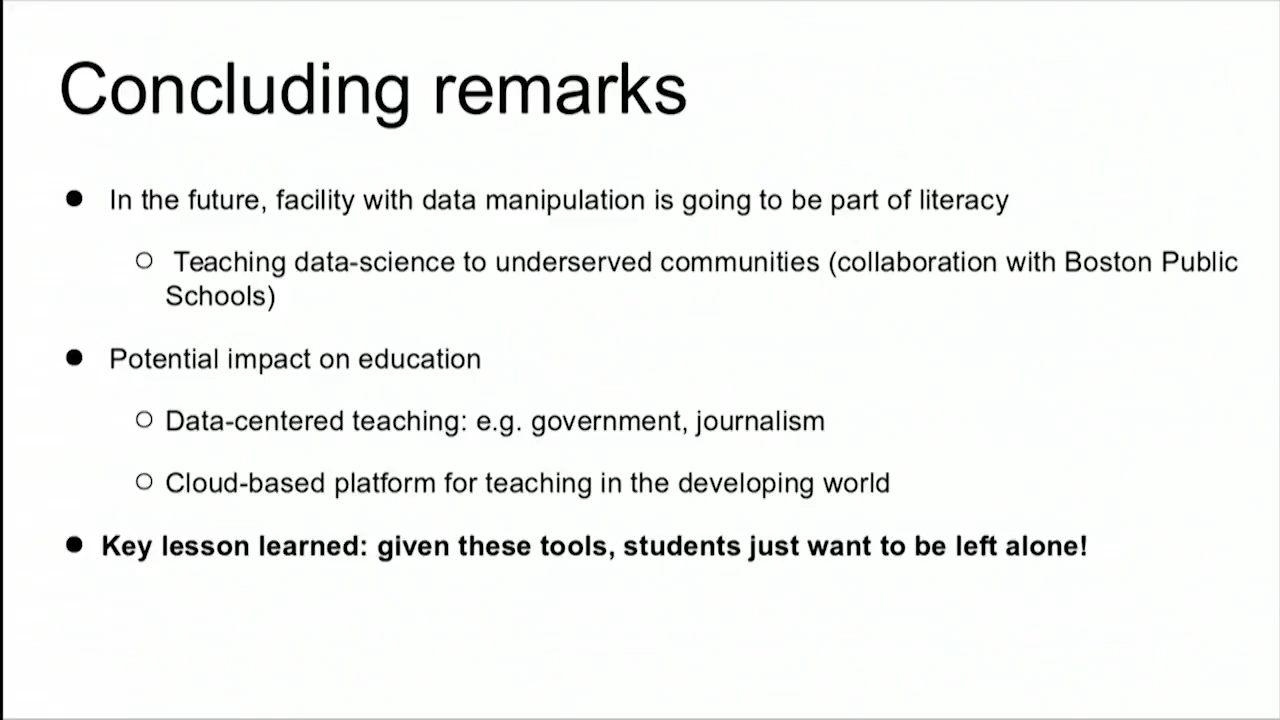 Concluding remarks
● In the future, facility with data manipulation is going to be part of literacy
○ Teaching data-science to underserved communities (collaboration with Boston Public
Schools)
● Potential impact on education
○ Data-centered teaching: e.g. government, journalism
○ Cloud-based platform for teaching in the developing world
● Key lesson learned: given these tools, students just want to be left alone!